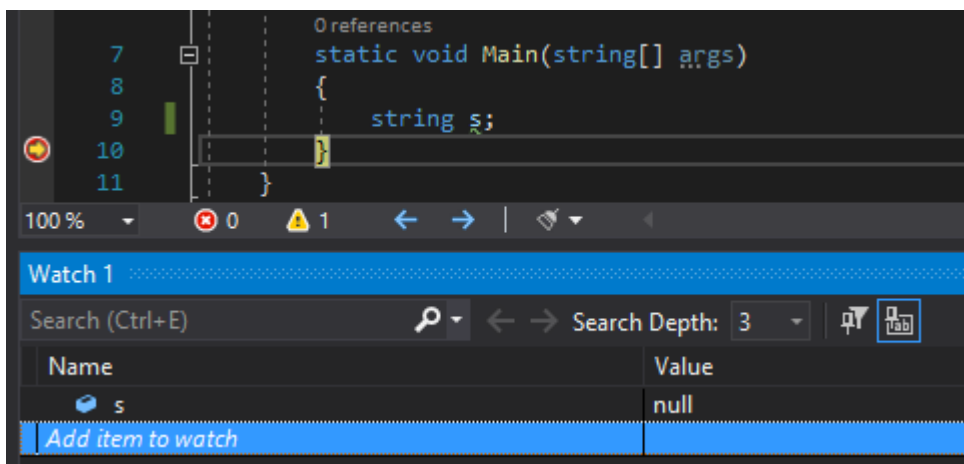 0 references
7 static void Main(string[] args)
8 {
9 string s;
10 }
11 }
100 % 0 1
Watch 1
Search (Ctrl+E) Search Depth: 3
Name Value
s null
Add item to watch